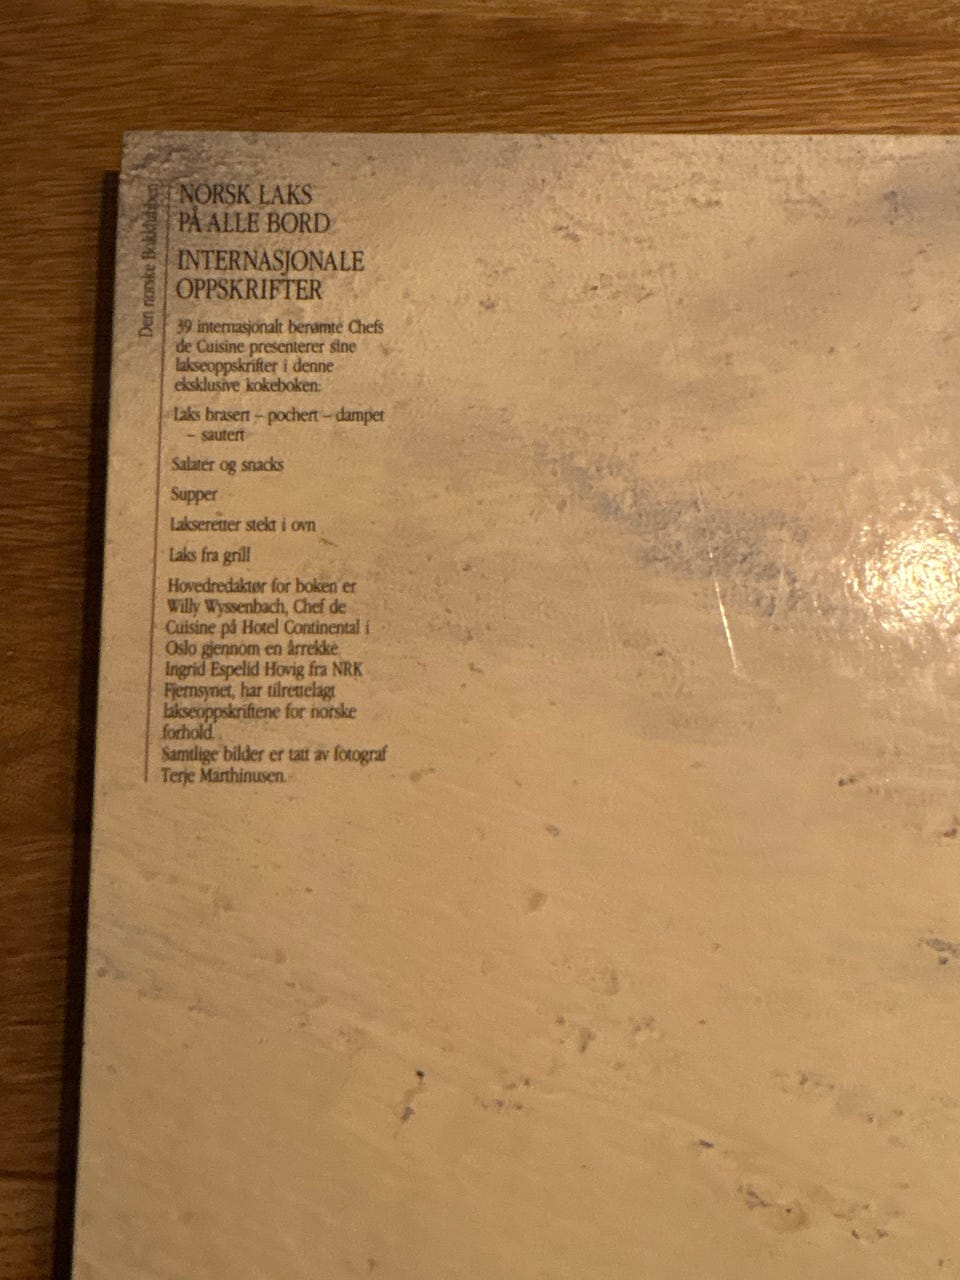 Den norske Bokklubben
NORSK LAKS
PÅ ALLE BORD
INTERNASJONALE
OPPSKRIFTER
39 internasjonalt berømte Chefs
de Cuisine presenterer sine
lakseoppskrifter i denne
eksklusive kokeboken:
Laks brasert – pochert – dampet
– sautert
Salater og snacks
Supper
Lakseretter stekt i ovn
Laks fra grill
Hovedredaktør for boken er
Willy Wyssenbach, Chef de
Cuisine på Hotel Continental i
Oslo gjennom en årrekke.
Ingrid Espelid Hovig fra NRK
Fjernsynet, har tilrettelagt
lakseoppskriftene for norske
forhold.
Samtlige bilder er tatt av fotograf
Terje Marthinusen.